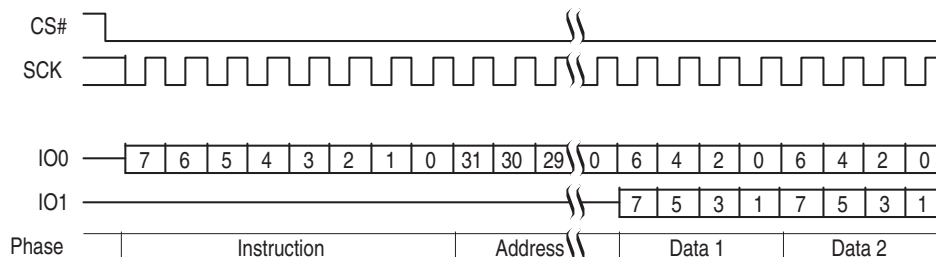 CS#
SCK
IO0 7 6 5 4 3 2 1 0 31 30 29 0 6 4 2 0 6 4 2 0
IO1 7 5 3 1 7 5 3 1
Phase Instruction Address Data 1 Data 2